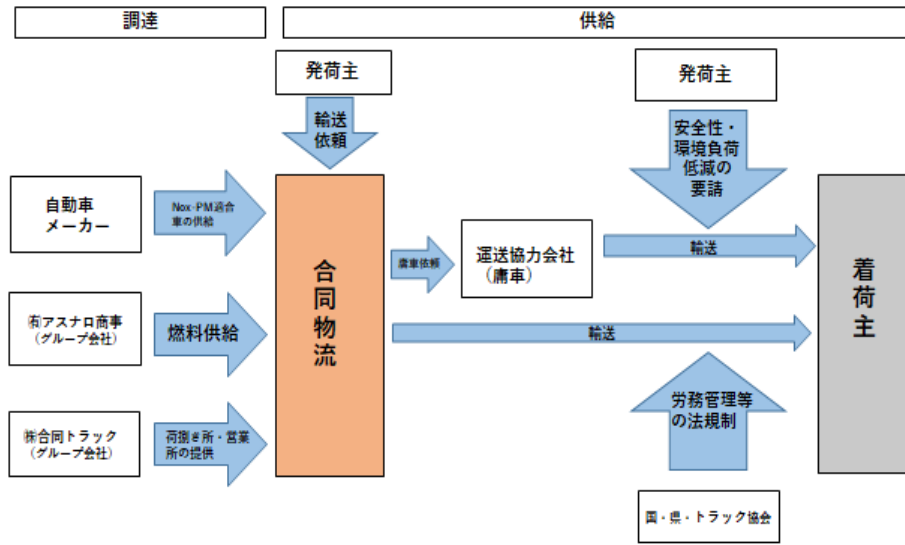 調達
供給
発荷主
発荷主
輸送
依頼
安全性・
環境負荷
低減の
要請
自動車
メーカー
Nox-PM適合
車の供給
合同物流
庸車依頼
運送協力会社
（庸車）
輸送
着荷主
㈲アスナロ商事
（グループ会社）
燃料供給
輸送
㈱合同トラック
（グループ会社）
荷捌き所・営業
所の提供
労務管理等
の法規制
国・県・トラック協会